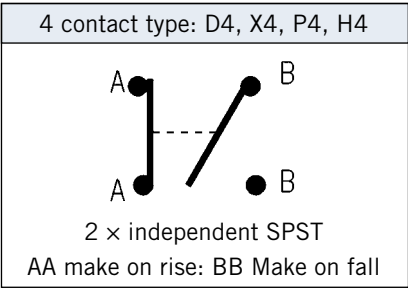 4 contact type: D4, X4, P4, H4
A B
A B
2 × independent SPST
AA make on rise: BB Make on fall